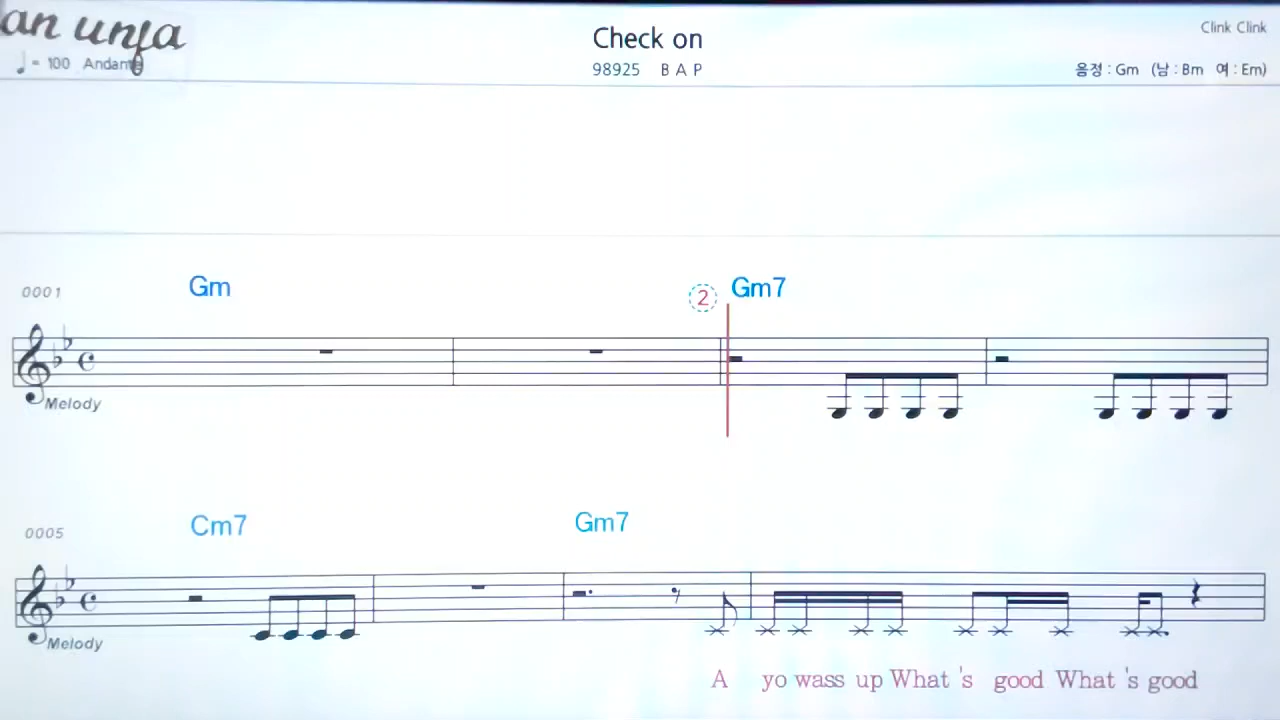 an unfa
Check on
Clink Clink
♩= 100 Andante
98925 B A P
음정 : Gm (남 : Bm 여 : Em)
0001 Gm 2 Gm7
Melody
0005 Cm7 Gm7
Melody
A yo wass up What 's good What 's good